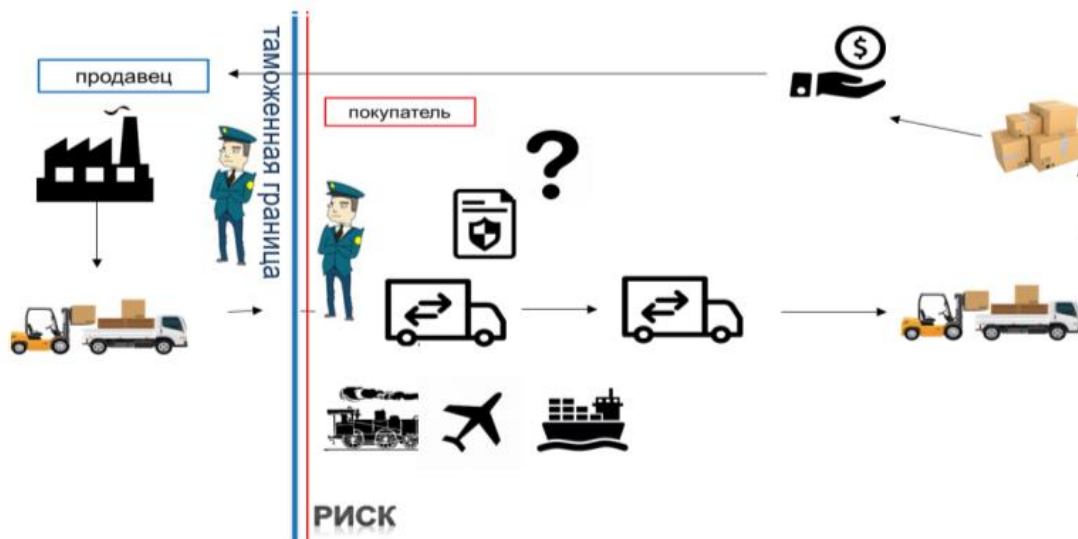 продавец
таможенная граница
покупатель
$
?
РИСК